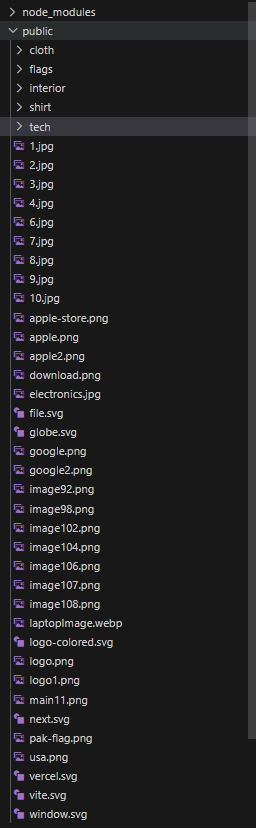 node_modules
public
cloth
flags
interior
shirt
tech
1.jpg
2.jpg
3.jpg
4.jpg
6.jpg
7.jpg
8.jpg
9.jpg
10.jpg
apple-store.png
apple.png
apple2.png
download.png
electronics.jpg
file.svg
globe.svg
google.png
google2.png
image92.png
image98.png
image102.png
image104.png
image106.png
image107.png
image108.png
laptopImage.webp
logo-colored.svg
logo.png
logo1.png
main11.png
next.svg
pak-flag.png
usa.png
vercel.svg
vite.svg
window.svg